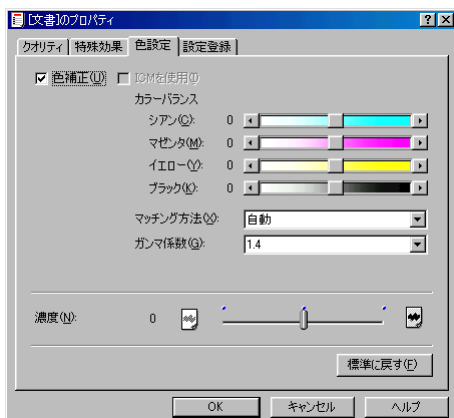 [文書]のプロパティ
クオリティ 特殊効果 色設定 設定登録
色補正(U) ICMを使用(I)
カラーバランス
シアン(C): 0
マゼンタ(M): 0
イエロー(Y): 0
ブラック(K): 0
マッチング方法(X): 自動
ガンマ係数(G): 1.4
濃度(N): 0
標準に戻す(F)
OK キャンセル ヘルプ